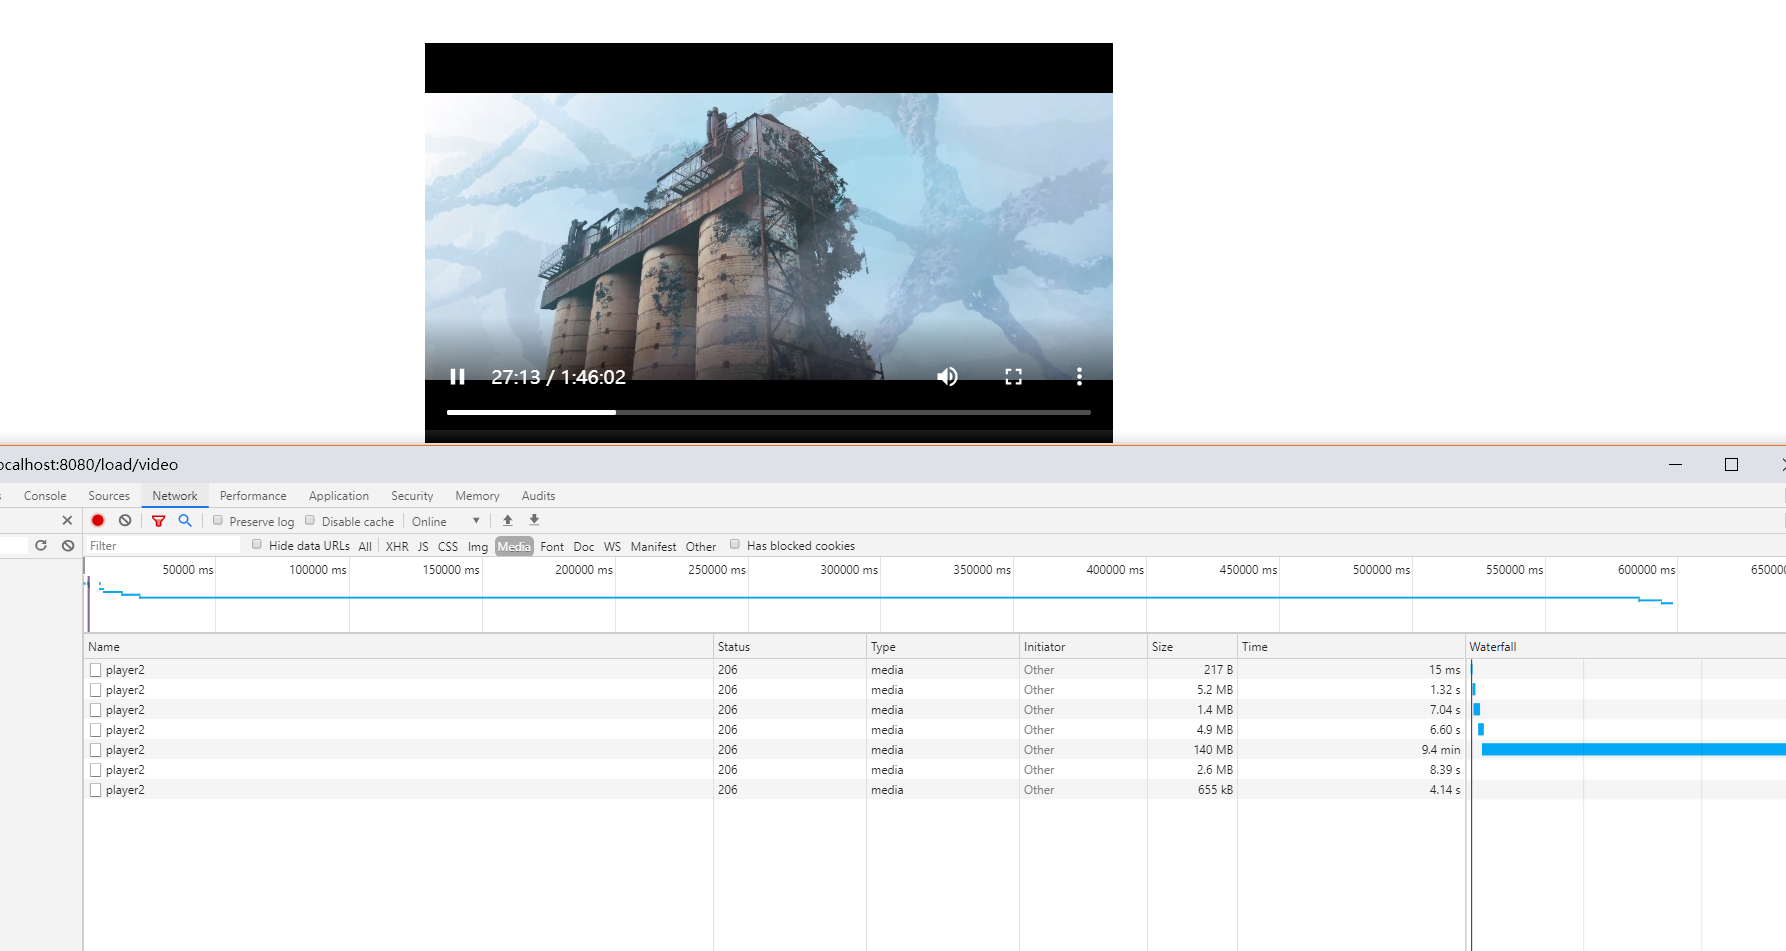 27:13 / 1:46:02
ocalhost:8080/load/video
s Console Sources Network Performance Application Security Memory Audits
Preserve log Disable cache Online
Filter Hide data URLs All XHR JS CSS Img Media Font Doc WS Manifest Other Has blocked cookies
50000 ms 100000 ms 150000 ms 200000 ms 250000 ms 300000 ms 350000 ms 400000 ms 450000 ms 500000 ms 550000 ms 600000 ms 65000
Name Status Type Initiator Size Time Waterfall
player2 206 media Other 217 B 15 ms
player2 206 media Other 5.2 MB 1.32 s
player2 206 media Other 1.4 MB 7.04 s
player2 206 media Other 4.9 MB 6.60 s
player2 206 media Other 140 MB 9.4 min
player2 206 media Other 2.6 MB 8.39 s
player2 206 media Other 655 kB 4.14 s